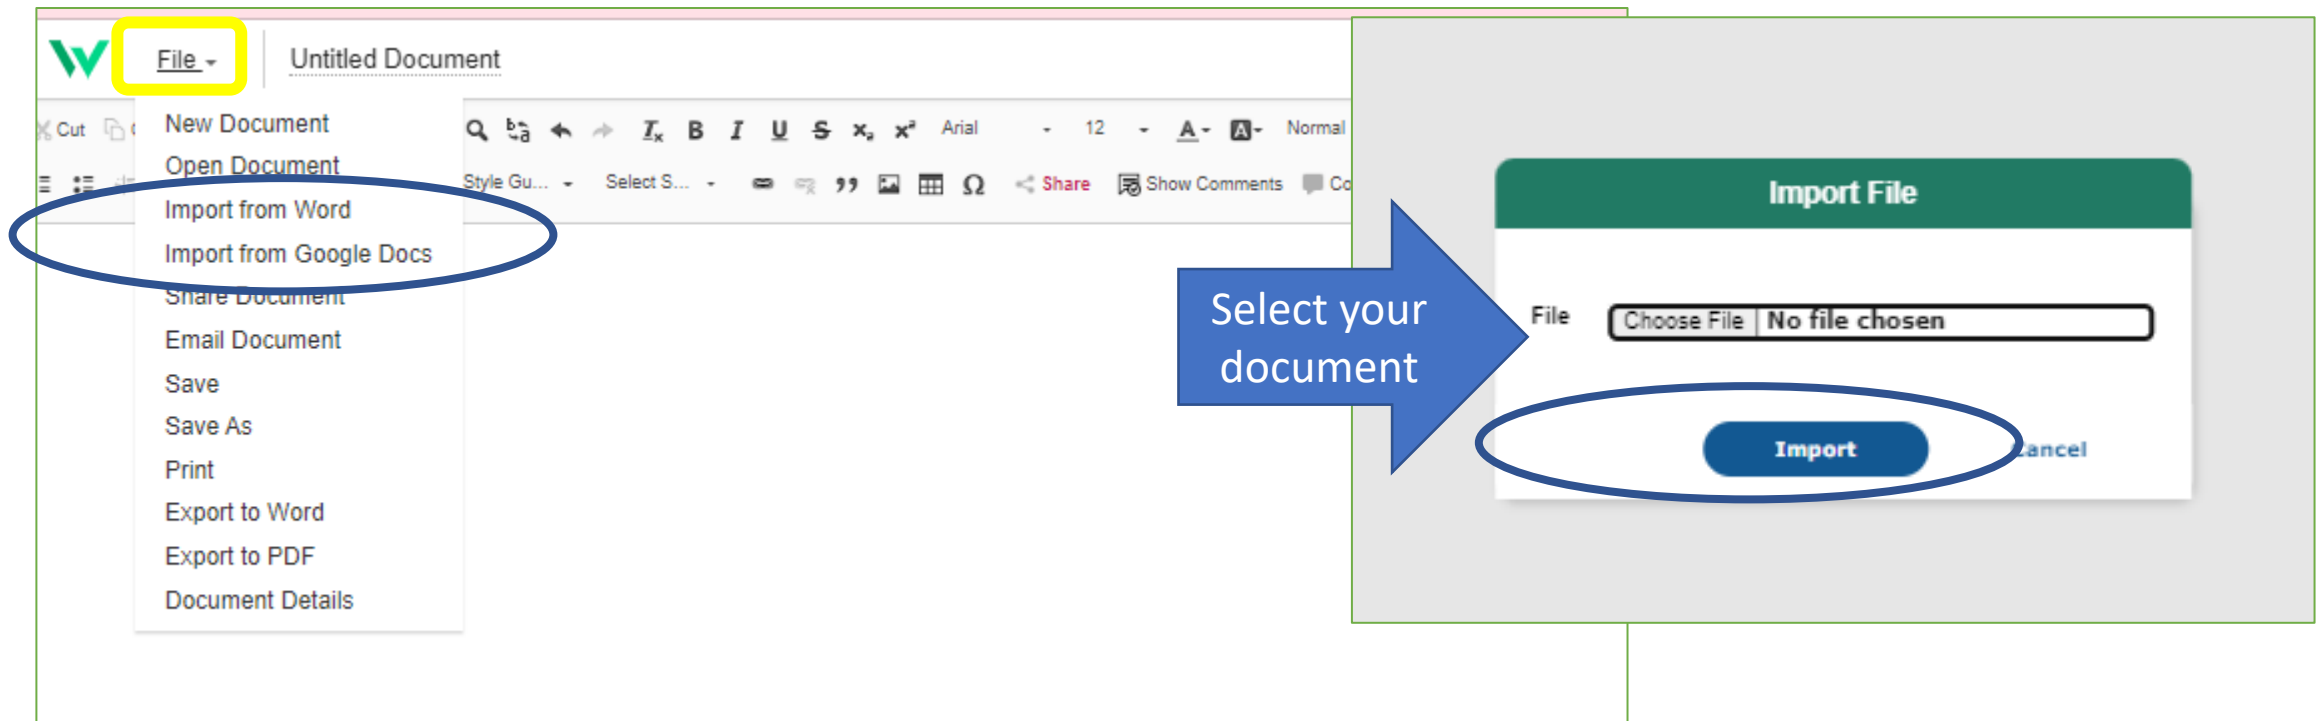 File
Untitled Document
Cut
Arial 12 A A Normal
Style Gu... Select S... Share Show Comments Co
New Document
Open Document
Import from Word
Import from Google Docs
Share Document
Email Document
Save
Save As
Print
Export to Word
Export to PDF
Document Details
Select your
document
Import File
File Choose File No file chosen
Import Cancel